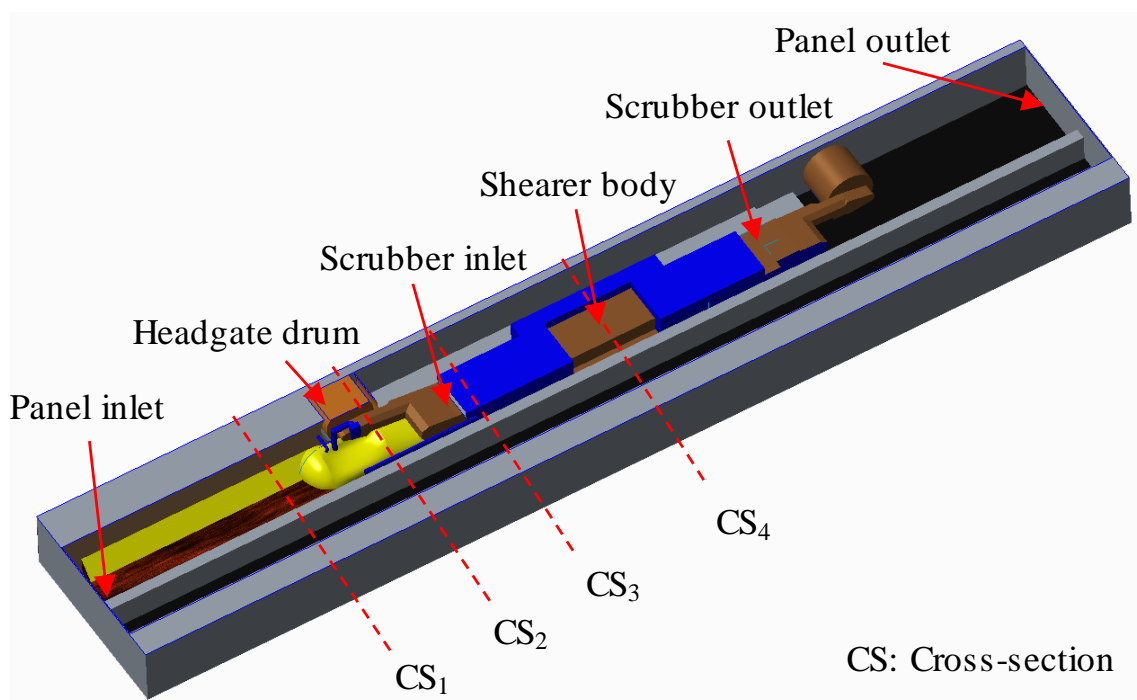 Panel outlet
Scrubber outlet
Shearer body
Scrubber inlet
Headgate drum
Panel inlet
CS4
CS3
CS2
CS1
CS: Cross-section